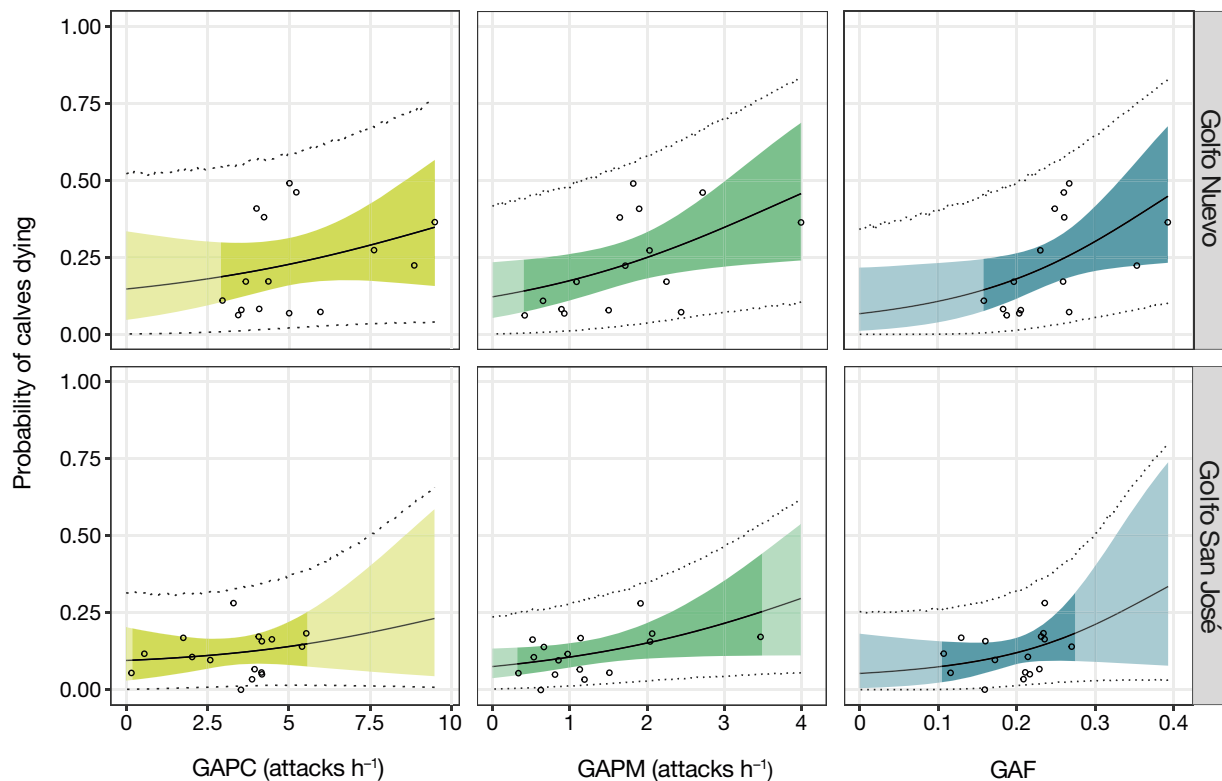 Probability of calves dying
1.00
0.75
0.50
0.25
0.00
Golfo Nuevo
1.00
0.75
0.50
0.25
0.00
Golfo San José
0 2.5 5 7.5 10 0 1 2 3 4 0 0.1 0.2 0.3 0.4
GAPC (attacks h⁻¹) GAPM (attacks h⁻¹) GAF